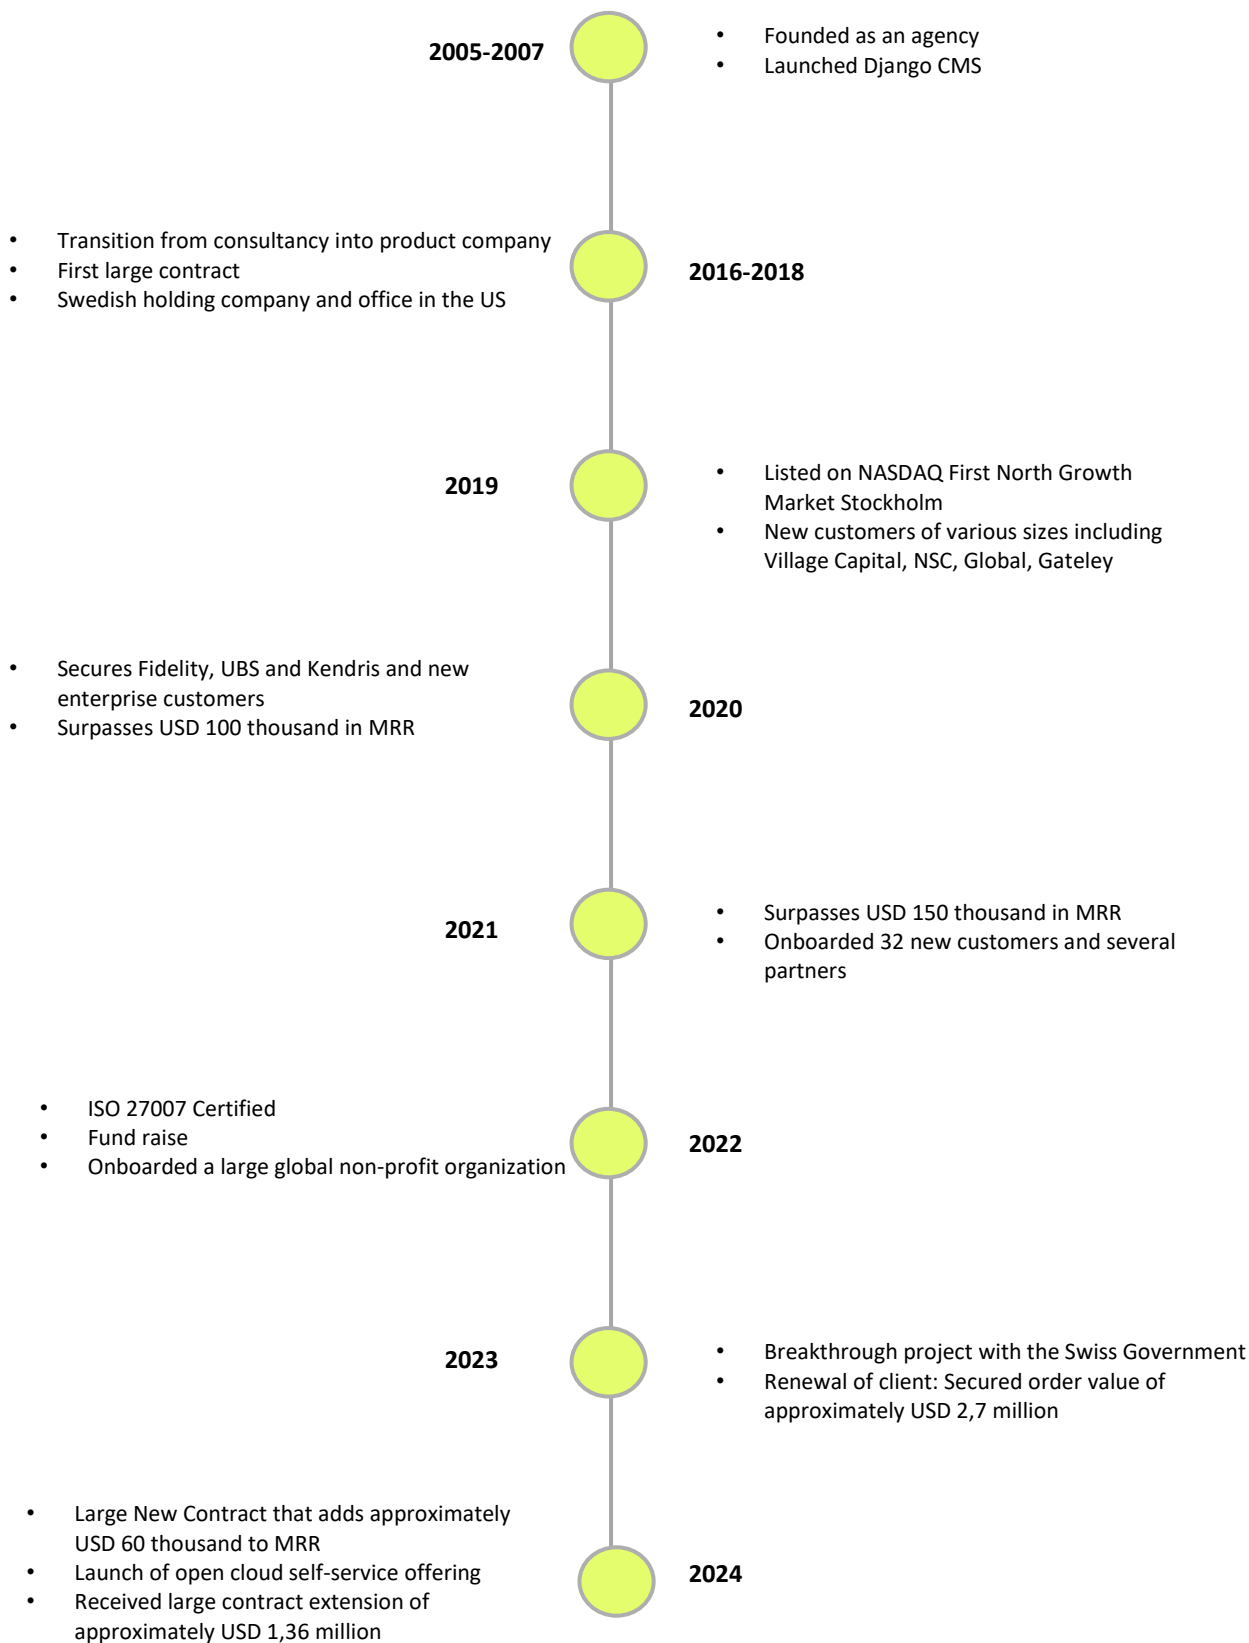 2005-2007
• Founded as an agency
• Launched Django CMS
• Transition from consultancy into product company
• First large contract
• Swedish holding company and office in the US
2016-2018
2019
• Listed on NASDAQ First North Growth
Market Stockholm
• New customers of various sizes including
Village Capital, NSC, Global, Gateley
• Secures Fidelity, UBS and Kendris and new
enterprise customers
• Surpasses USD 100 thousand in MRR
2020
2021
• Surpasses USD 150 thousand in MRR
• Onboarded 32 new customers and several
partners
• ISO 27007 Certified
• Fund raise
• Onboarded a large global non-profit organization
2022
2023
• Breakthrough project with the Swiss Government
• Renewal of client: Secured order value of
approximately USD 2,7 million
• Large New Contract that adds approximately
USD 60 thousand to MRR
• Launch of open cloud self-service offering
• Received large contract extension of
approximately USD 1,36 million
2024